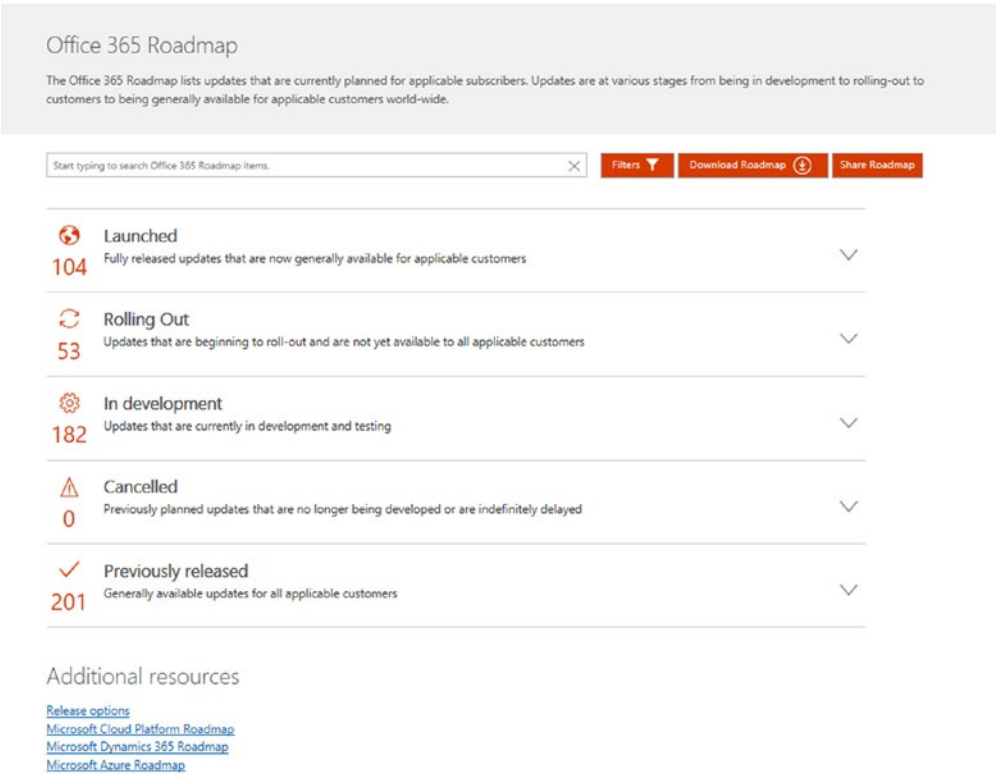 Office 365 Roadmap
The Office 365 Roadmap lists updates that are currently planned for applicable subscribers. Updates are at various stages from being in development to rolling-out to
customers to being generally available for applicable customers world-wide.
Start typing to search Office 365 Roadmap items.
Filters
Download Roadmap
Share Roadmap
Launched
104
Fully released updates that are now generally available for applicable customers
Rolling Out
53
Updates that are beginning to roll-out and are not yet available to all applicable customers
In development
182
Updates that are currently in development and testing
Cancelled
0
Previously planned updates that are no longer being developed or are indefinitely delayed
Previously released
201
Generally available updates for all applicable customers
Additional resources
Release options
Microsoft Cloud Platform Roadmap
Microsoft Dynamics 365 Roadmap
Microsoft Azure Roadmap